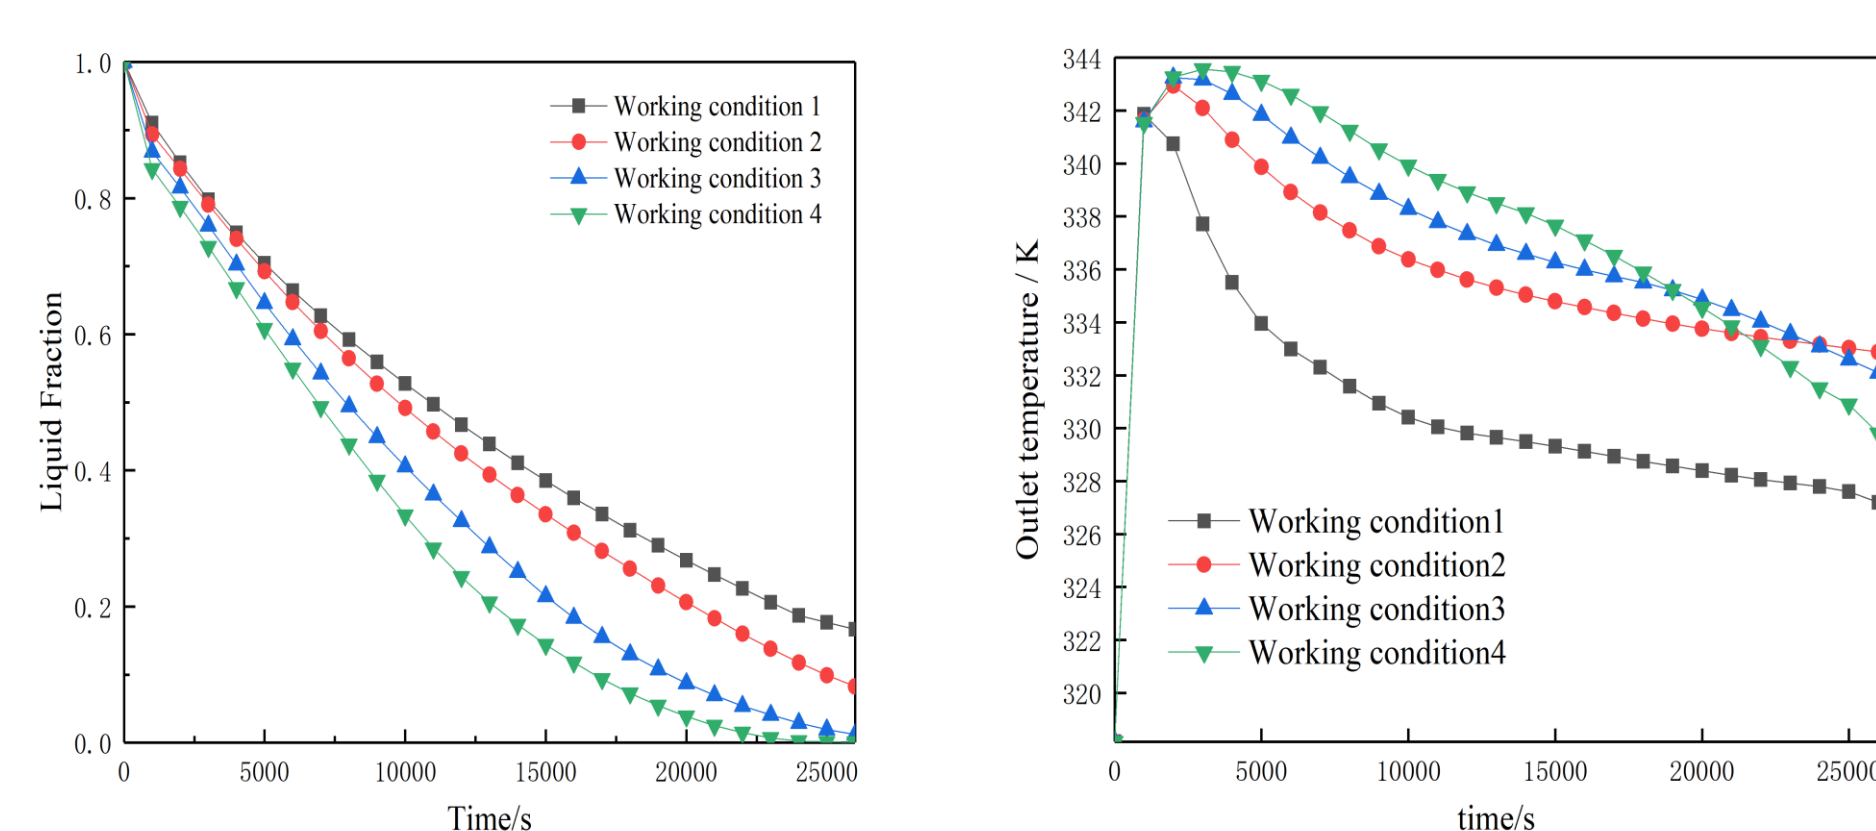 1.0
0.8
0.6
0.4
0.2
0.0
Liquid Fraction
Working condition 1
Working condition 2
Working condition 3
Working condition 4
0 5000 10000 15000 20000 25000
Time/s
344
342
340
338
336
334
332
330
328
326
324
322
320
Outlet temperature / K
Working condition1
Working condition2
Working condition3
Working condition4
0 5000 10000 15000 20000 25000
time/s